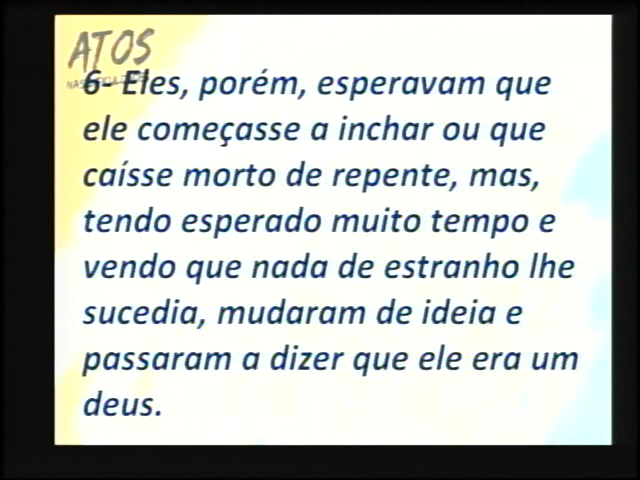 ATOS
6- Eles, porém, esperavam que
ele começasse a inchar ou que
caísse morto de repente, mas,
tendo esperado muito tempo e
vendo que nada de estranho lhe
sucedia, mudaram de ideia e
passaram a dizer que ele era um
deus.